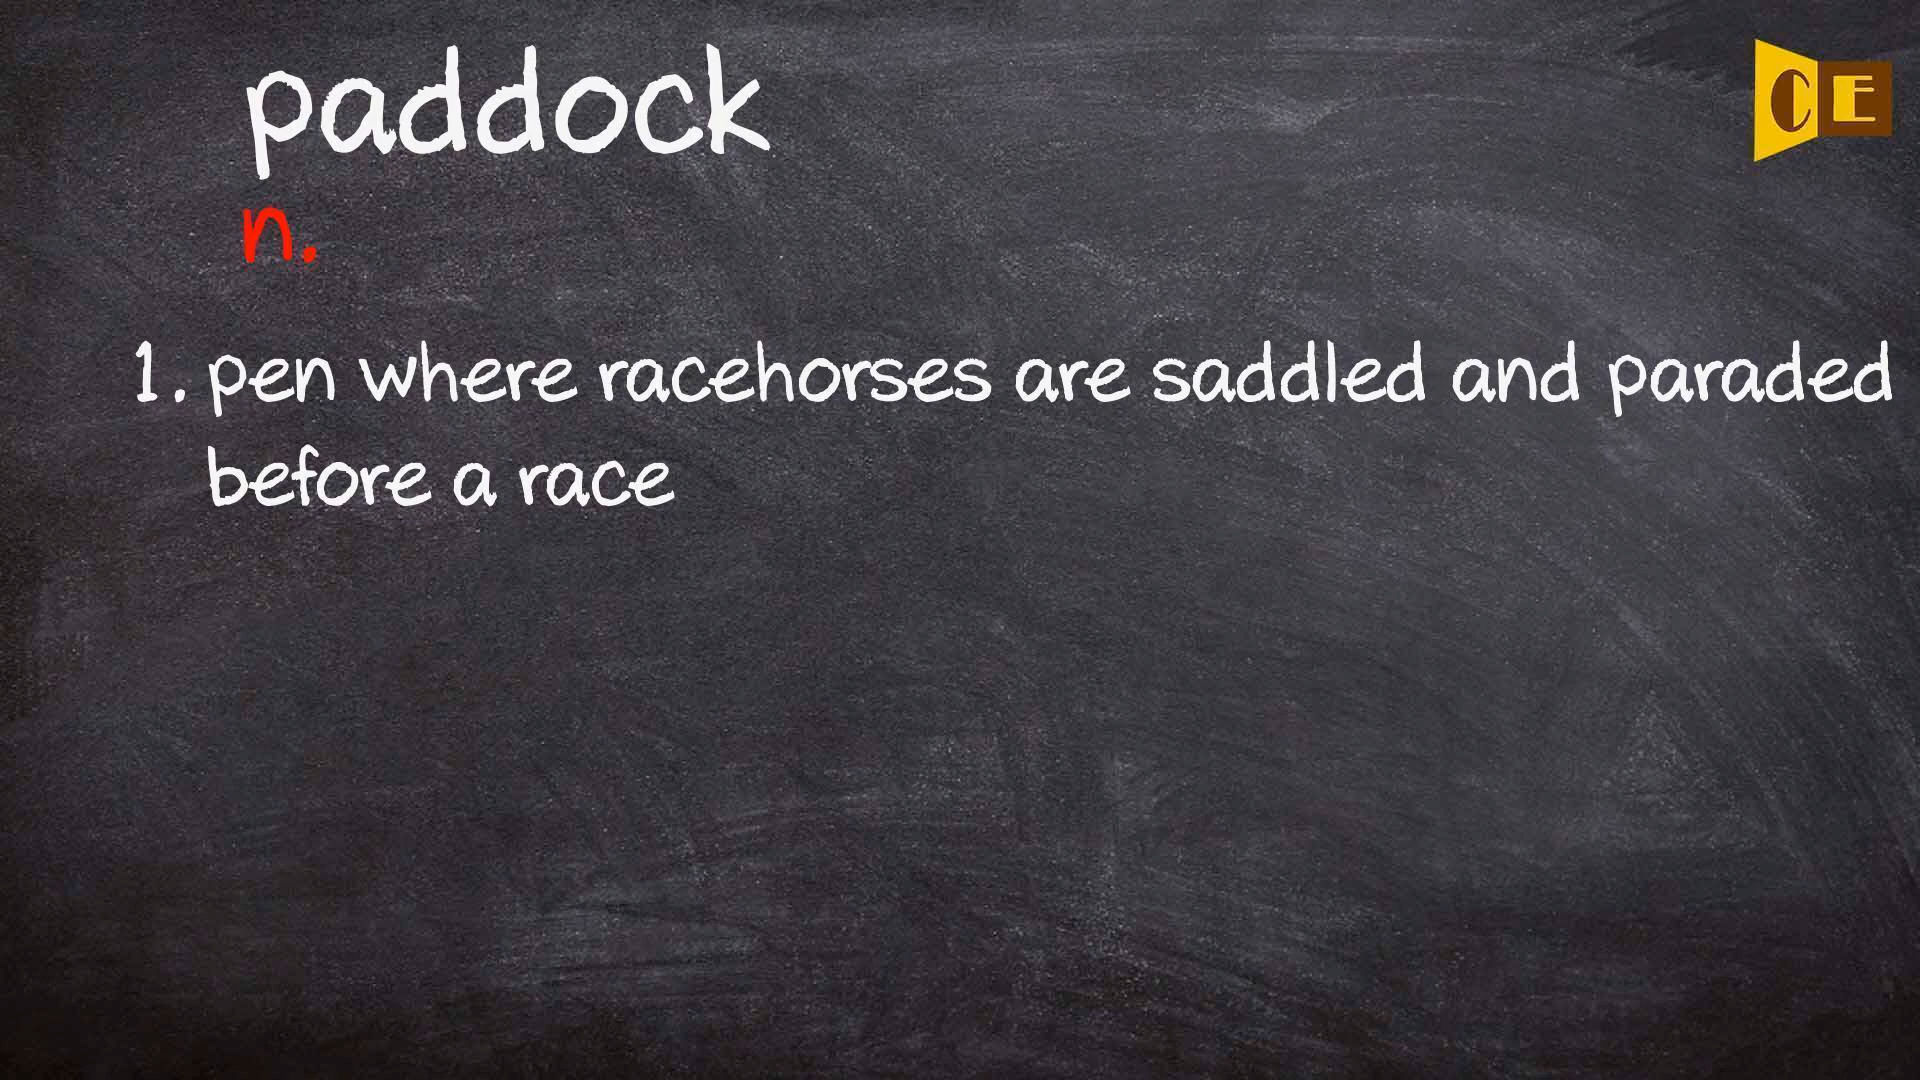 paddock
CE
n.
1. pen where racehorses are saddled and paraded
before a race